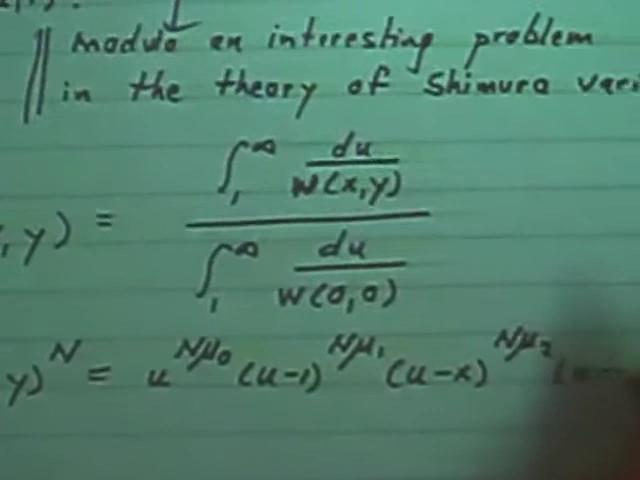 modulo an interesting problem
in the theory of Shimura vari
∫₁^∞ du / w(x,y)
, y) =
∫₁^∞ du / w(0,0)
y)^N = u^{Nμ₀} (u-1)^{Nμ₁} (u-x)^{Nμ₂}